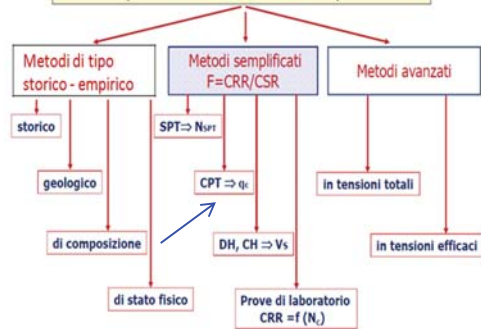 Metodi di tipo
storico - empirico
Metodi semplificati
F=CRR/CSR
Metodi avanzati
storico
SPT⇒ NSPT
geologico
CPT ⇒ qc
in tensioni totali
di composizione
DH, CH ⇒ VS
in tensioni efficaci
di stato fisico
Prove di laboratorio
CRR =f (Nc)